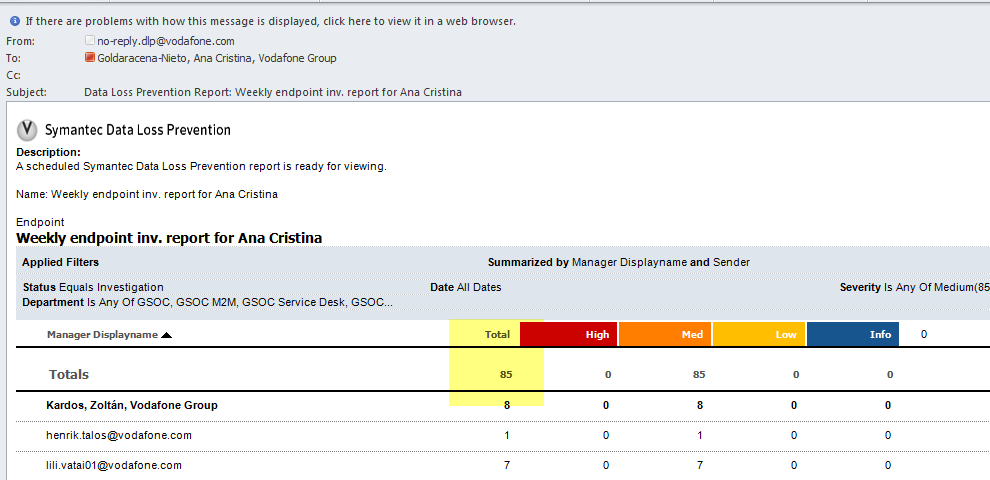 If there are problems with how this message is displayed, click here to view it in a web browser.
From: no-reply.dlp@vodafone.com
To: Goldaracena-Nieto, Ana Cristina, Vodafone Group
Cc:
Subject: Data Loss Prevention Report: Weekly endpoint inv. report for Ana Cristina
Symantec Data Loss Prevention
Description:
A scheduled Symantec Data Loss Prevention report is ready for viewing.
Name: Weekly endpoint inv. report for Ana Cristina
Endpoint
Weekly endpoint inv. report for Ana Cristina
Applied Filters Summarized by Manager Displayname and Sender
Status Equals Investigation Date All Dates Severity Is Any Of Medium(85
Department Is Any Of GSOC, GSOC M2M, GSOC Service Desk, GSOC...
Manager Displayname Total High Med Low Info 0
Totals 85 0 85 0 0
Kardos, Zoltán, Vodafone Group 8 0 8 0 0
henrik.talos@vodafone.com 1 0 1 0 0
lili.vatai01@vodafone.com 7 0 7 0 0